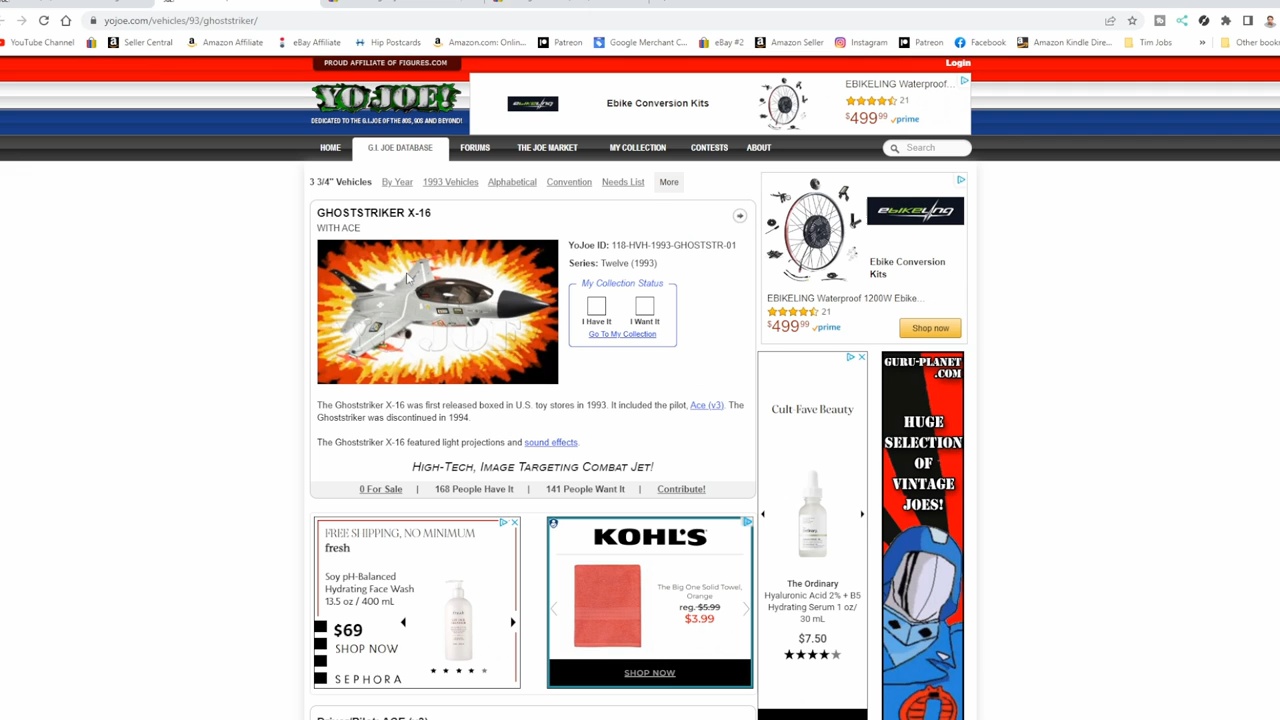 yojoe.com/vehicles/93/ghoststriker/
YouTube Channel
Seller Central
Amazon Affiliate
eBay Affiliate
Hip Postcards
Amazon.com: Onlin...
Patreon
Google Merchant C...
eBay #2
Amazon Seller
Instagram
Patreon
Facebook
Amazon Kindle Dire...
Tim Jobs
»
Other book
PROUD AFFILIATE OF FIGURES.COM
Login
YO JOE!
DEDICATED TO THE G.I.JOE OF THE 80S, 90S AND BEYOND!
EBIKELING
Ebike Conversion Kits
EBIKELING Waterproof...
21
$499.99 prime
HOME
G.I. JOE DATABASE
FORUMS
THE JOE MARKET
MY COLLECTION
CONTESTS
ABOUT
Search
3 3/4" Vehicles
By Year
1993 Vehicles
Alphabetical
Convention
Needs List
More
GHOSTSTRIKER X-16
WITH ACE
YoJoe ID: 118-HVH-1993-GHOSTSTR-01
Series: Twelve (1993)
My Collection Status
I Have It
I Want It
Go To My Collection
The Ghoststriker X-16 was first released boxed in U.S. toy stores in 1993. It included the pilot, Ace (v3). The
Ghoststriker was discontinued in 1994.
The Ghoststriker X-16 featured light projections and sound effects.
HIGH-TECH, IMAGE TARGETING COMBAT JET!
0 For Sale | 168 People Have It | 141 People Want It | Contribute!
EBIKELING
Ebike Conversion
Kits
EBIKELING Waterproof 1200W Ebike...
21
$499.99 prime
Shop now
FREE SHIPPING, NO MINIMUM
fresh
Soy pH-Balanced
Hydrating Face Wash
13.5 oz / 400 mL
$69
SHOP NOW
SEPHORA
KOHL'S
The Big One Solid Towel,
Orange
reg. $5.99
$3.99
SHOP NOW
Cult-Fave Beauty
The Ordinary
Hyaluronic Acid 2% + B5
Hydrating Serum 1 oz/
30 mL
$7.50
GURU-PLANET
.COM
HUGE
SELECTION
OF
VINTAGE
JOES!
Driver/Pilot: ACE (v3)